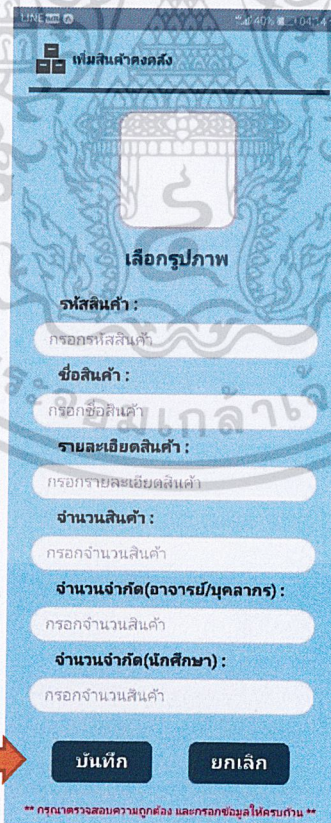 LINE
40% 04:14
เพิ่มสินค้าคงคลัง
เลือกรูปภาพ
รหัสสินค้า :
กรอกรหัสสินค้า
ชื่อสินค้า :
กรอกชื่อสินค้า
รายละเอียดสินค้า :
กรอกรายละเอียดสินค้า
จำนวนสินค้า :
กรอกจำนวนสินค้า
จำนวนจำกัด(อาจารย์/บุคลากร) :
กรอกจำนวนสินค้า
จำนวนจำกัด(นักศึกษา) :
กรอกจำนวนสินค้า
บันทึก ยกเลิก
** กรุณาตรวจสอบความถูกต้อง และกรอกข้อมูลให้ครบถ้วน **